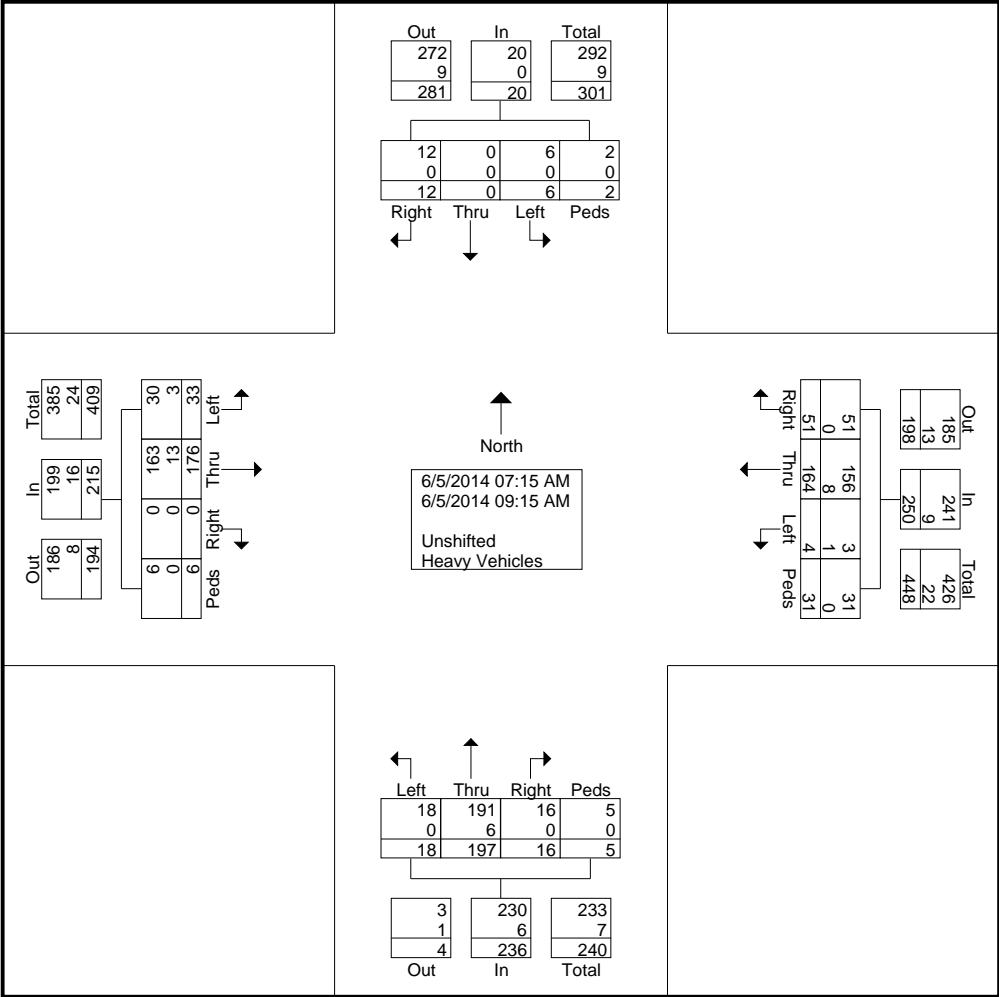 Out In Total
272 20 292
9 0 9
281 20 301
12 0 6 2
0 0 0 0
12 0 6 2
Right Thru Left Peds
Total
385
24
409
In
199
16
215
Out
186
8
194
30
3
33
Left
163
13
176
Thru
0
0
0
Right
6
0
6
Peds
North
6/5/2014 07:15 AM
6/5/2014 09:15 AM
Unshifted
Heavy Vehicles
Right
51
0
51
Thru
156
8
164
Left
3
1
4
Peds
31
0
31
Out
185
13
198
In
241
9
250
Total
426
22
448
Left Thru Right Peds
18 191 16 5
0 6 0 0
18 197 16 5
3 230 233
1 6 7
4 236 240
Out In Total